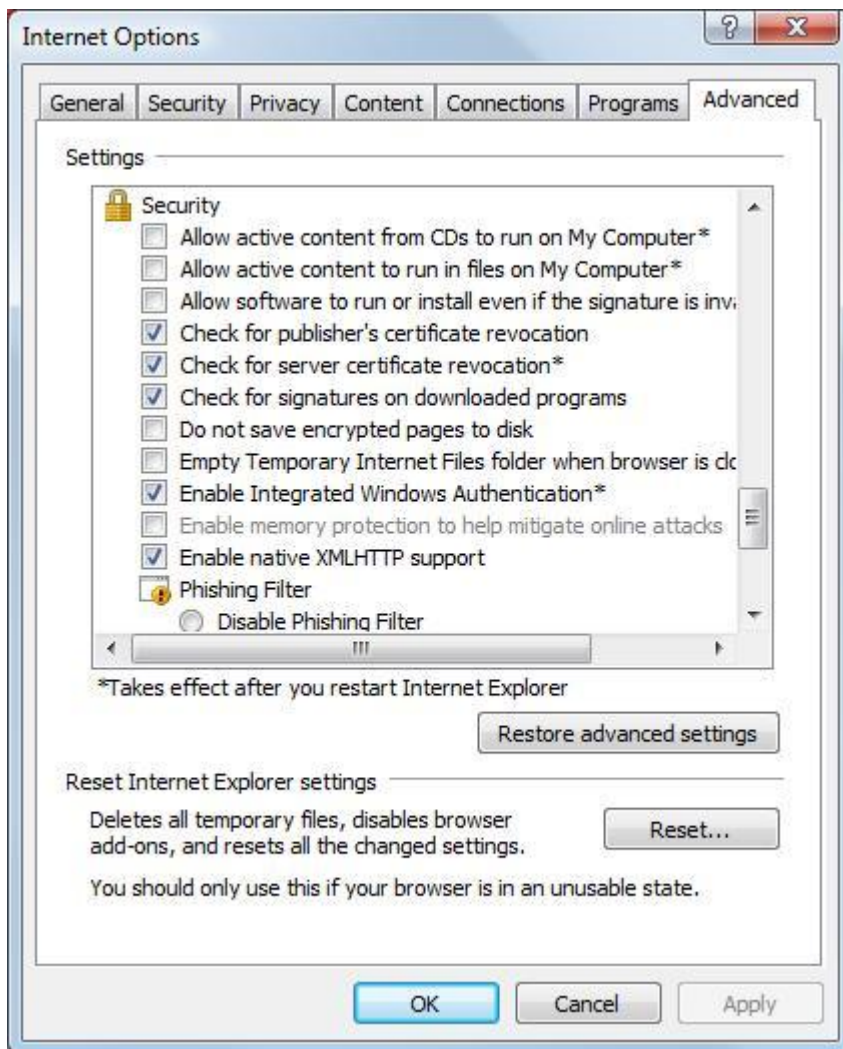 Internet Options
General Security Privacy Content Connections Programs Advanced
Settings
Security
Allow active content from CDs to run on My Computer*
Allow active content to run in files on My Computer*
Allow software to run or install even if the signature is inva
Check for publisher's certificate revocation
Check for server certificate revocation*
Check for signatures on downloaded programs
Do not save encrypted pages to disk
Empty Temporary Internet Files folder when browser is clo
Enable Integrated Windows Authentication*
Enable memory protection to help mitigate online attacks
Enable native XMLHTTP support
Phishing Filter
Disable Phishing Filter
*Takes effect after you restart Internet Explorer
Restore advanced settings
Reset Internet Explorer settings
Deletes all temporary files, disables browser
add-ons, and resets all the changed settings.
Reset...
You should only use this if your browser is in an unusable state.
OK Cancel Apply